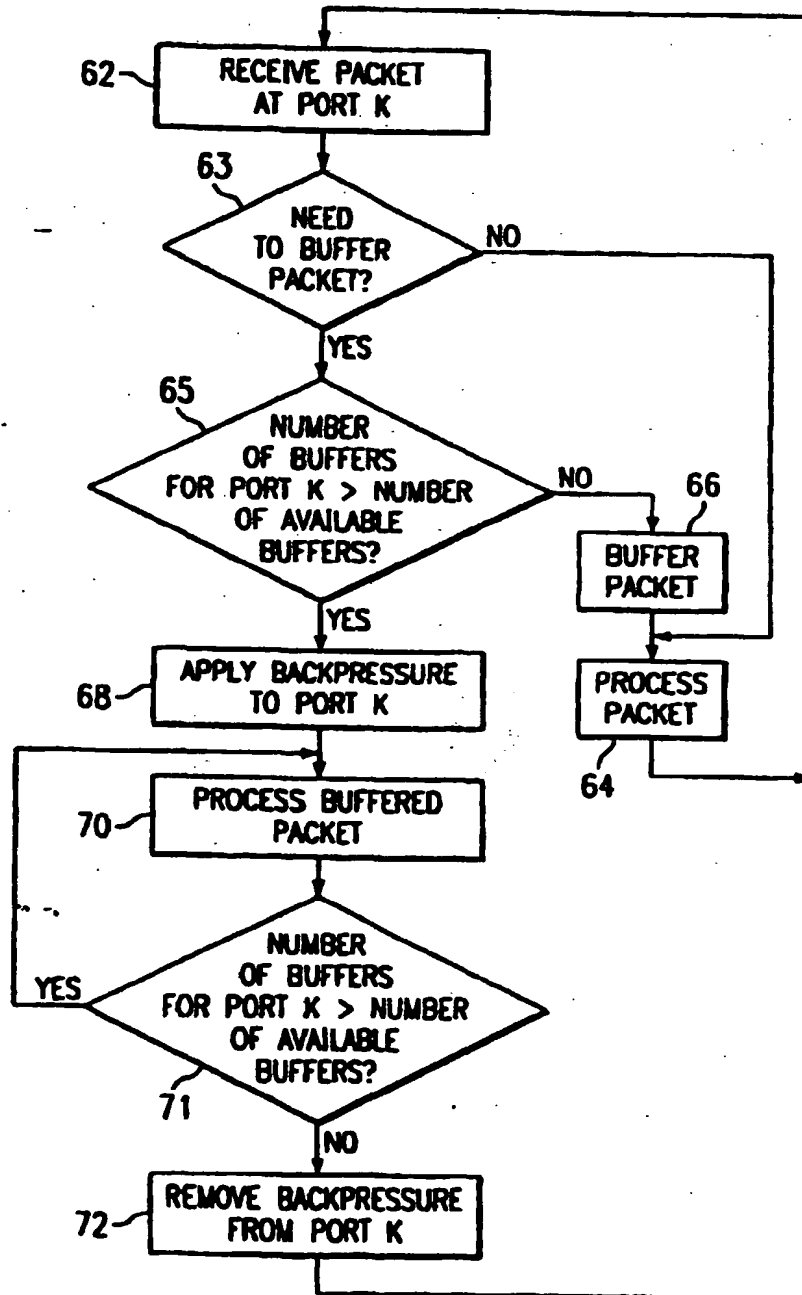 62
RECEIVE PACKET
AT PORT K
63
NEED
TO BUFFER
PACKET?
NO
YES
65
NUMBER
OF BUFFERS
FOR PORT K > NUMBER
OF AVAILABLE
BUFFERS?
NO
66
BUFFER
PACKET
YES
68
APPLY BACKPRESSURE
TO PORT K
PROCESS
PACKET
64
70
PROCESS BUFFERED
PACKET
NUMBER
OF BUFFERS
FOR PORT K > NUMBER
OF AVAILABLE
BUFFERS?
YES
71
NO
72
REMOVE BACKPRESSURE
FROM PORT K